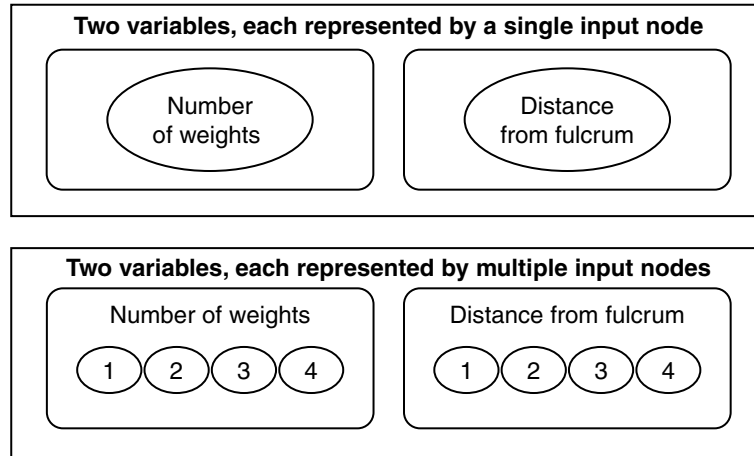 Two variables, each represented by a single input node
Number
of weights
Distance
from fulcrum
Two variables, each represented by multiple input nodes
Number of weights
1 2 3 4
Distance from fulcrum
1 2 3 4